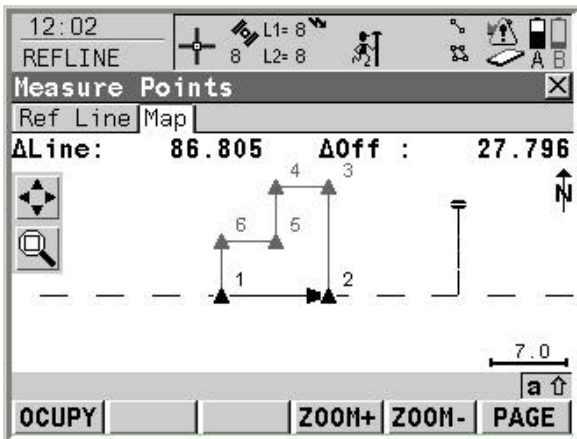 12:02
REFLINE
L1= 8
8 L2= 8
A B
Measure Points
Ref Line Map
ΔLine: 86.805 ΔOff : 27.796
4 3
N
6 5
1 2
7.0
a
OCUPY ZOOM+ ZOOM- PAGE